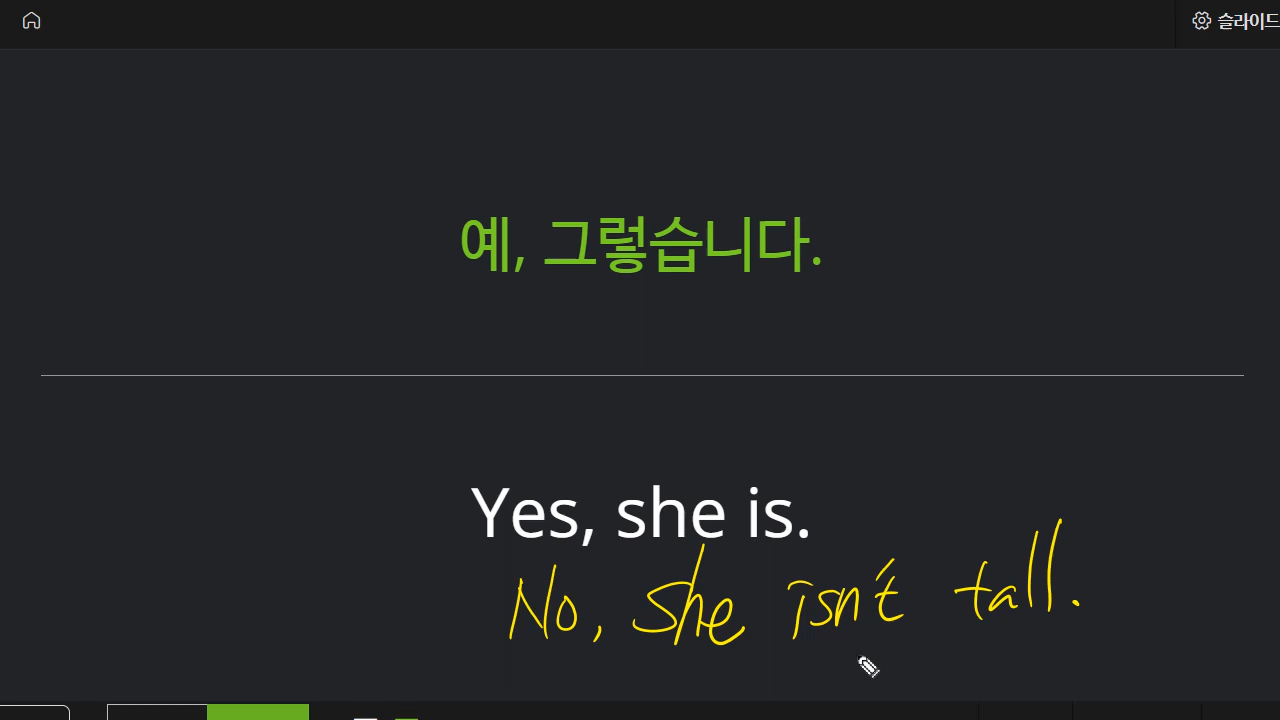 슬라이드
예, 그렇습니다.
Yes, she is.
No, she isn't tall.